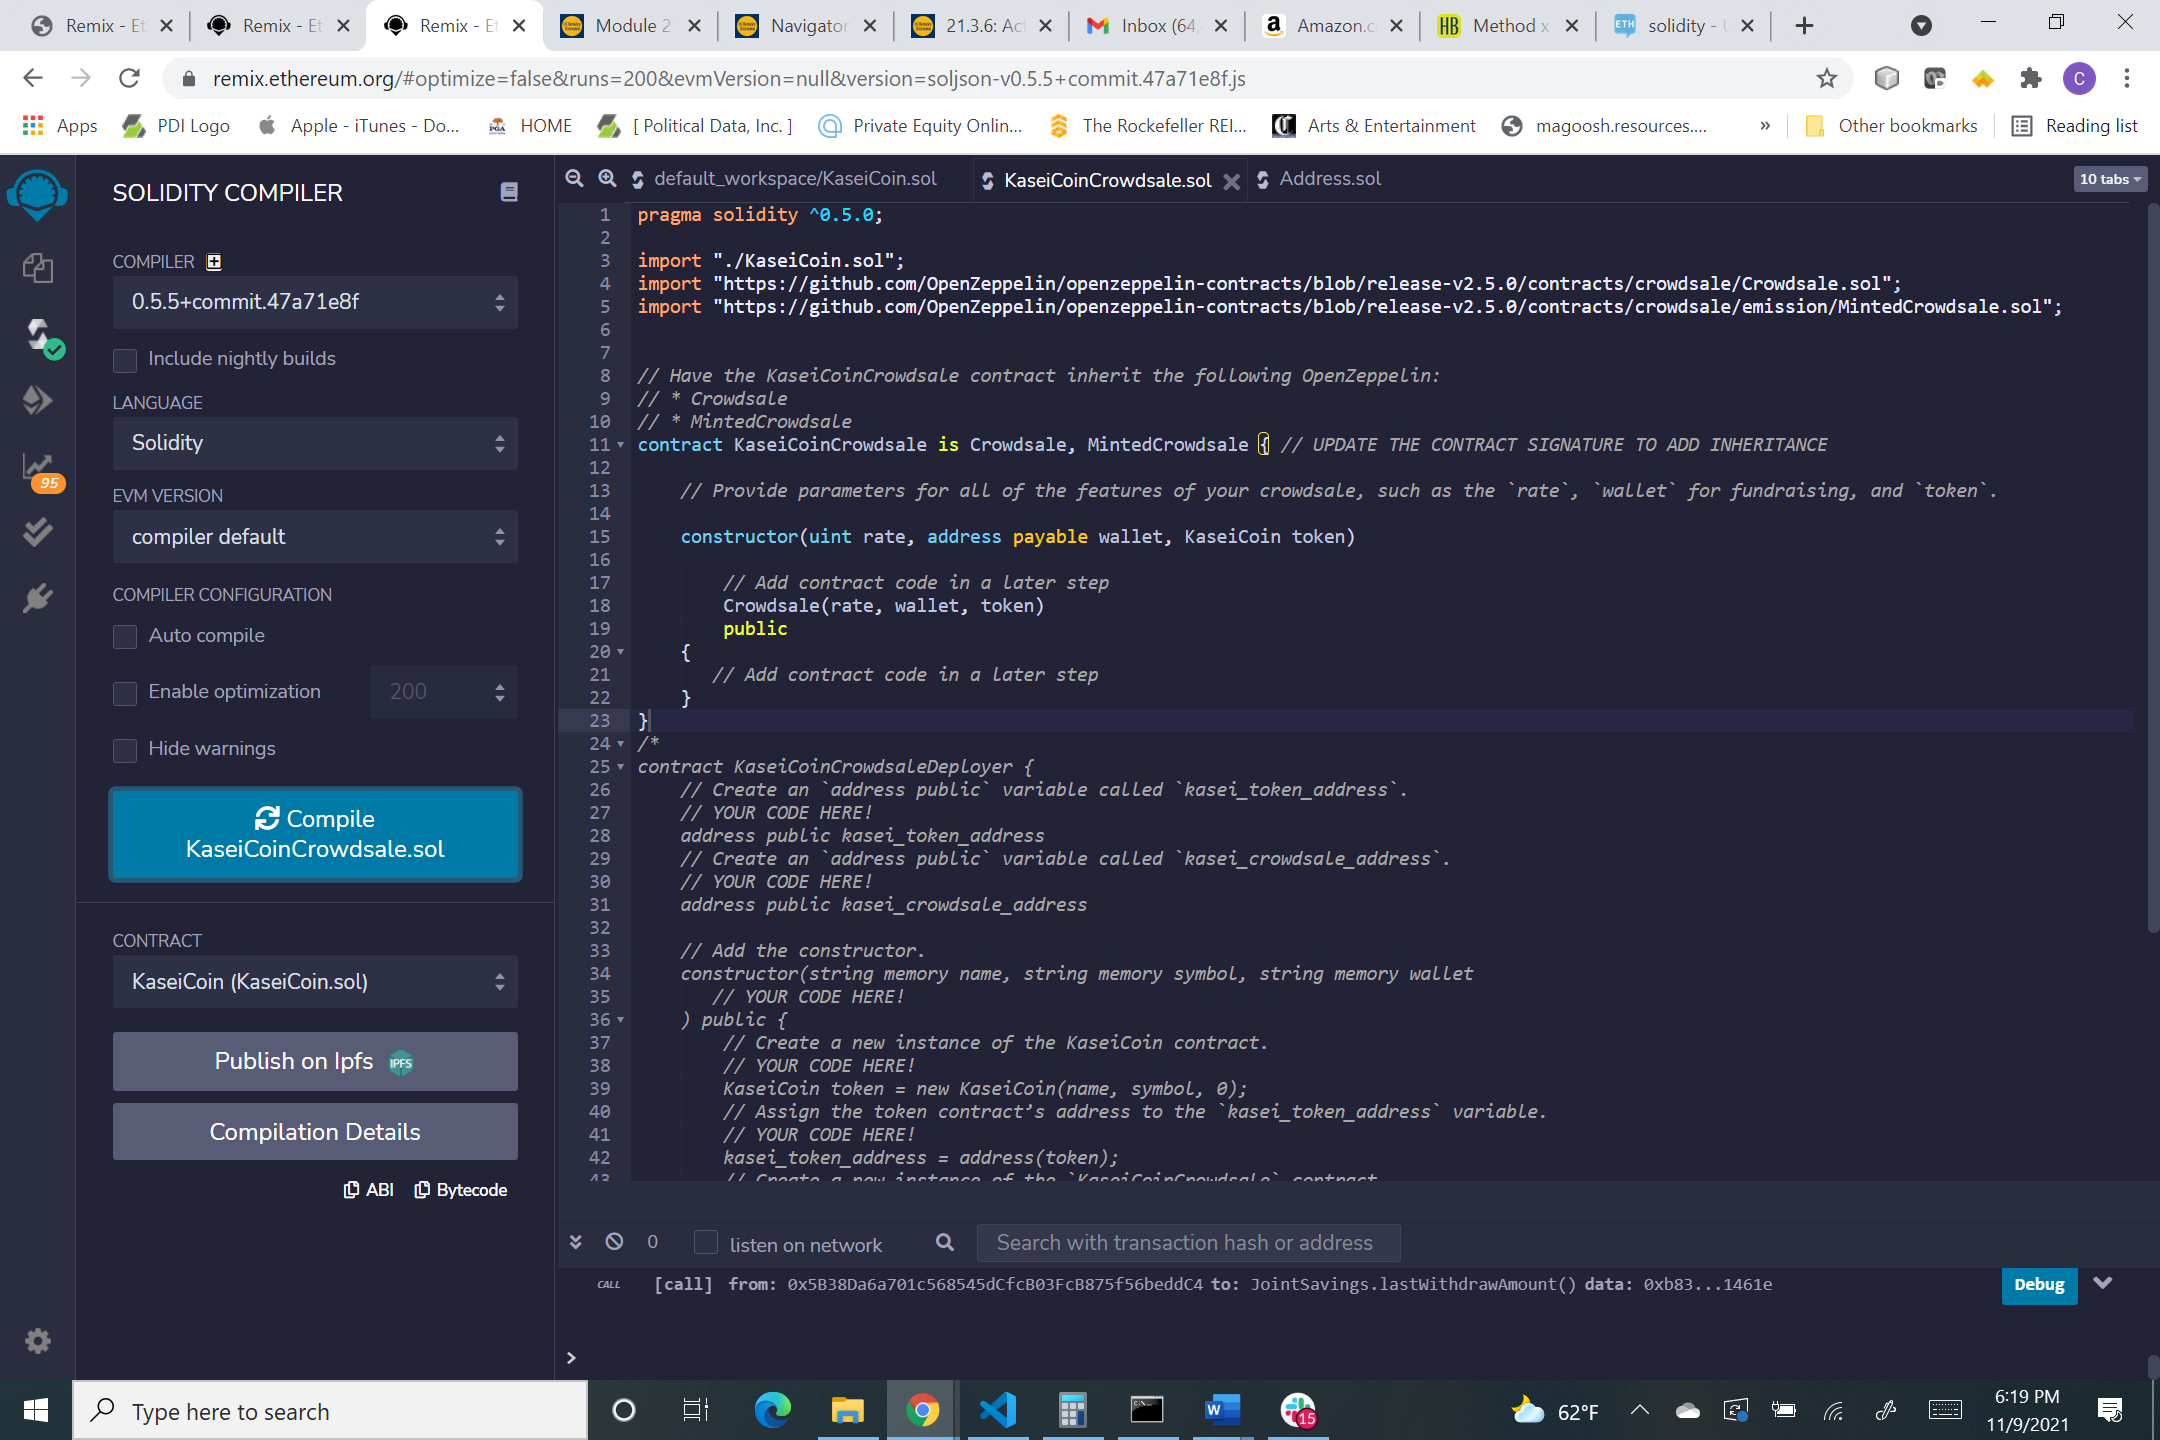 Remix - Et
Remix - Et
Remix - Et
Module 2
Navigator
21.3.6: Act
Inbox (64,
Amazon.c
Method x
solidity - U
remix.ethereum.org/#optimize=false&runs=200&evmVersion=null&version=soljson-v0.5.5+commit.47a71e8f.js
C
Apps
PDI Logo
Apple - iTunes - Do...
HOME
[ Political Data, Inc. ]
Private Equity Onlin...
The Rockefeller REI...
Arts & Entertainment
magoosh.resources....
»
Other bookmarks
Reading list
SOLIDITY COMPILER
COMPILER
0.5.5+commit.47a71e8f
Include nightly builds
LANGUAGE
Solidity
EVM VERSION
compiler default
COMPILER CONFIGURATION
Auto compile
Enable optimization
200
Hide warnings
Compile
KaseiCoinCrowdsale.sol
CONTRACT
KaseiCoin (KaseiCoin.sol)
Publish on Ipfs
IPFS
Compilation Details
ABI
Bytecode
95
default_workspace/KaseiCoin.sol
KaseiCoinCrowdsale.sol
Address.sol
10 tabs
1 pragma solidity ^0.5.0;
2
3 import "./KaseiCoin.sol";
4 import "https://github.com/OpenZeppelin/openzeppelin-contracts/blob/release-v2.5.0/contracts/crowdsale/Crowdsale.sol";
5 import "https://github.com/OpenZeppelin/openzeppelin-contracts/blob/release-v2.5.0/contracts/crowdsale/emission/MintedCrowdsale.sol";
6
7
8 // Have the KaseiCoinCrowdsale contract inherit the following OpenZeppelin:
9 // * Crowdsale
10 // * MintedCrowdsale
11 contract KaseiCoinCrowdsale is Crowdsale, MintedCrowdsale { // UPDATE THE CONTRACT SIGNATURE TO ADD INHERITANCE
12
13 // Provide parameters for all of the features of your crowdsale, such as the `rate`, `wallet` for fundraising, and `token`.
14
15 constructor(uint rate, address payable wallet, KaseiCoin token)
16
17 // Add contract code in a later step
18 Crowdsale(rate, wallet, token)
19 public
20 {
21 // Add contract code in a later step
22 }
23 }
24 /*
25 contract KaseiCoinCrowdsaleDeployer {
26 // Create an `address public` variable called `kasei_token_address`.
27 // YOUR CODE HERE!
28 address public kasei_token_address
29 // Create an `address public` variable called `kasei_crowdsale_address`.
30 // YOUR CODE HERE!
31 address public kasei_crowdsale_address
32
33 // Add the constructor.
34 constructor(string memory name, string memory symbol, string memory wallet
35 // YOUR CODE HERE!
36 ) public {
37 // Create a new instance of the KaseiCoin contract.
38 // YOUR CODE HERE!
39 KaseiCoin token = new KaseiCoin(name, symbol, 0);
40 // Assign the token contract’s address to the `kasei_token_address` variable.
41 // YOUR CODE HERE!
42 kasei_token_address = address(token);
43 // Create a new instance of the `KaseiCoinCrowdsale` contract
0
listen on network
Search with transaction hash or address
CALL [call] from: 0x5B38Da6a701c568545dCfcB03FcB875f56beddC4 to: JointSavings.lastWithdrawAmount() data: 0xb83...1461e
Debug
>
Type here to search
15
62°F
6:19 PM
11/9/2021